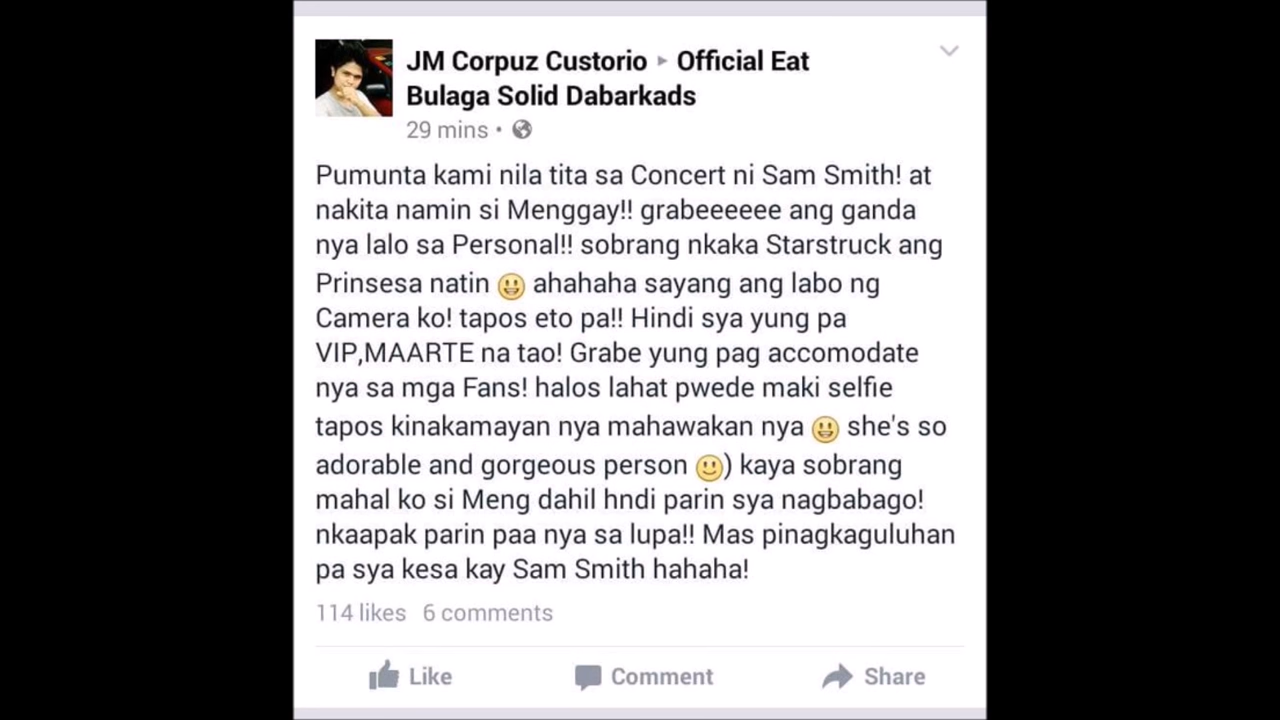 JM Corpuz Custorio ▸ Official Eat
Bulaga Solid Dabarkads
29 mins •
Pumunta kami nila tita sa Concert ni Sam Smith! at
nakita namin si Menggay!! grabeeeeee ang ganda
nya lalo sa Personal!! sobrang nkaka Starstruck ang
Prinsesa natin 😃 ahahaha sayang ang labo ng
Camera ko! tapos eto pa!! Hindi sya yung pa
VIP,MAARTE na tao! Grabe yung pag accomodate
nya sa mga Fans! halos lahat pwede maki selfie
tapos kinakamayan nya mahawakan nya 😃 she's so
adorable and gorgeous person 🙂) kaya sobrang
mahal ko si Meng dahil hndi parin sya nagbabago!
nkaapak parin paa nya sa lupa!! Mas pinagkaguluhan
pa sya kesa kay Sam Smith hahaha!
114 likes 6 comments
Like Comment Share